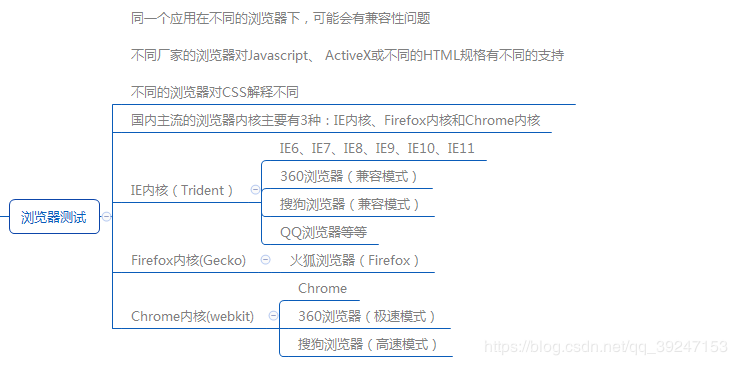 同一个应用在不同的浏览器下，可能会有兼容性问题
不同厂家的浏览器对Javascript、 ActiveX或不同的HTML规格有不同的支持
不同的浏览器对CSS解释不同
国内主流的浏览器内核主要有3种：IE内核、Firefox内核和Chrome内核
浏览器测试
IE内核（Trident）
IE6、IE7、IE8、IE9、IE10、IE11
360浏览器（兼容模式）
搜狗浏览器（兼容模式）
QQ浏览器等等
Firefox内核(Gecko)
火狐浏览器（Firefox）
Chrome内核(webkit)
Chrome
360浏览器（极速模式）
搜狗浏览器（高速模式）
https://blog.csdn.net/qq_39247153